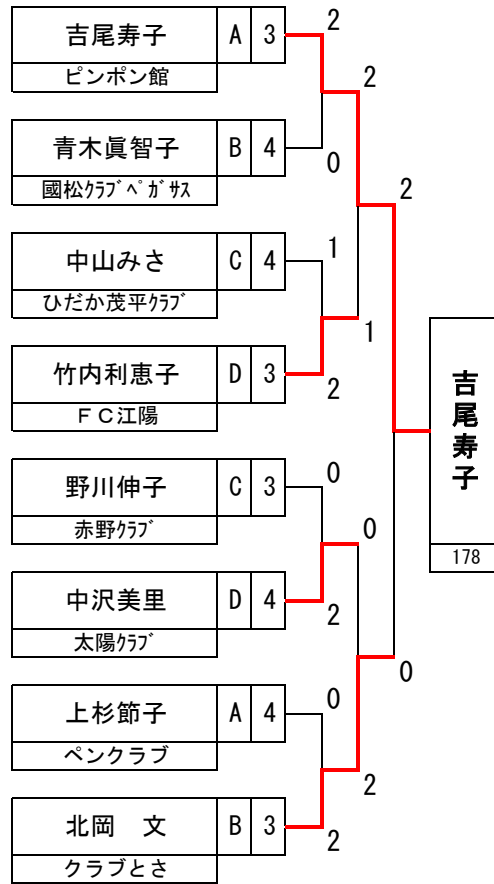 吉尾寿子 A 3
ピンポン館
2
2
青木眞智子 B 4
0
國松ｸﾗﾌﾞﾍﾟｶﾞｻｽ
2
中山みさ C 4
1
ひだか茂平ｸﾗﾌﾞ
1
竹内利恵子 D 3
2
ＦＣ江陽
吉尾寿子
178
野川伸子 C 3
0
赤野ｸﾗﾌﾞ
0
中沢美里 D 4
2
太陽ｸﾗﾌﾞ
0
上杉節子 A 4
0
ペンクラブ
2
北岡　文 B 3
2
クラブとさ